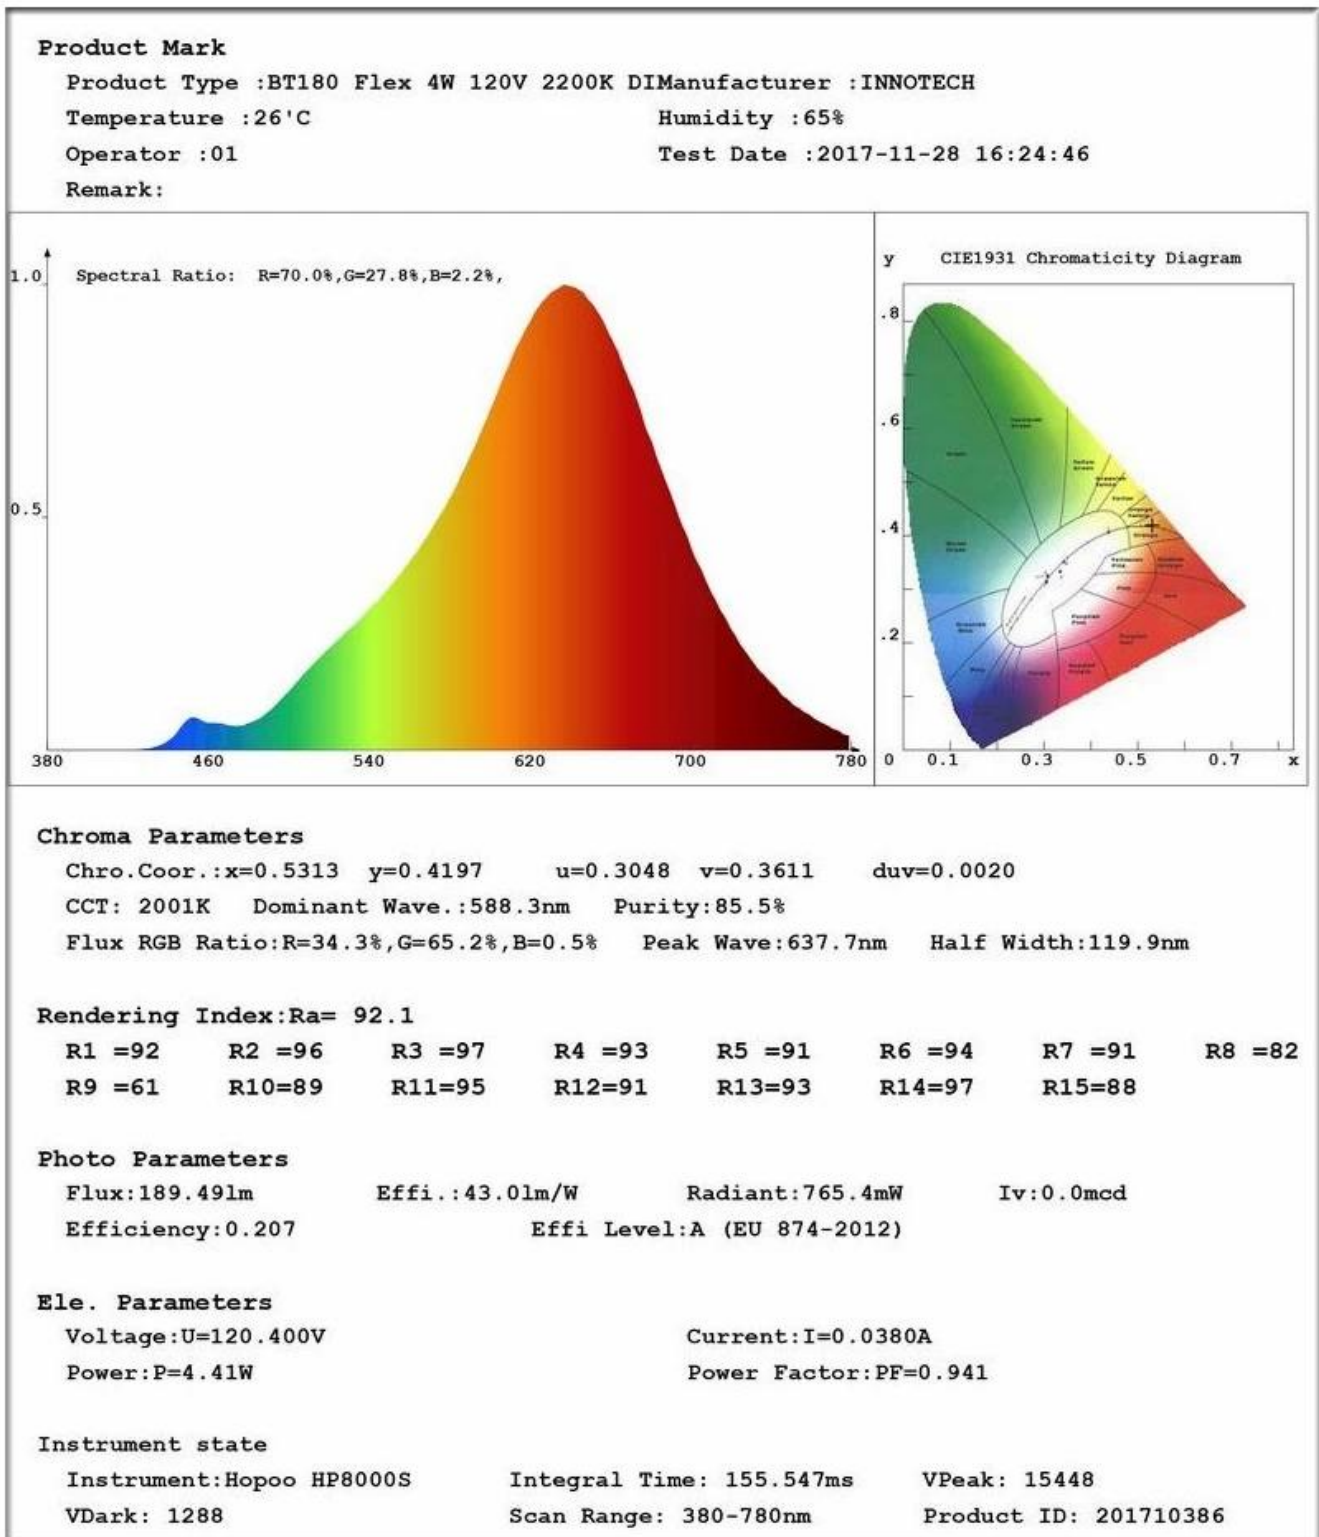 Product Mark
Product Type :BT180 Flex 4W 120V 2200K DIManufacturer :INNOTECH
Temperature :26'C Humidity :65%
Operator :01 Test Date :2017-11-28 16:24:46
Remark:
1.0 Spectral Ratio: R=70.0%,G=27.8%,B=2.2%,
0.5
380 460 540 620 700 780
y CIE1931 Chromaticity Diagram
.8
.6
.4
.2
0 0.1 0.3 0.5 0.7 x
Chroma Parameters
Chro.Coor.:x=0.5313 y=0.4197 u=0.3048 v=0.3611 duv=0.0020
CCT: 2001K Dominant Wave.:588.3nm Purity:85.5%
Flux RGB Ratio:R=34.3%,G=65.2%,B=0.5% Peak Wave:637.7nm Half Width:119.9nm
Rendering Index:Ra= 92.1
R1 =92 R2 =96 R3 =97 R4 =93 R5 =91 R6 =94 R7 =91 R8 =82
R9 =61 R10=89 R11=95 R12=91 R13=93 R14=97 R15=88
Photo Parameters
Flux:189.49lm Effi.:43.0lm/W Radiant:765.4mW Iv:0.0mcd
Efficiency:0.207 Effi Level:A (EU 874-2012)
Ele. Parameters
Voltage:U=120.400V Current:I=0.0380A
Power:P=4.41W Power Factor:PF=0.941
Instrument state
Instrument:Hopoo HP8000S Integral Time: 155.547ms VPeak: 15448
VDark: 1288 Scan Range: 380-780nm Product ID: 201710386